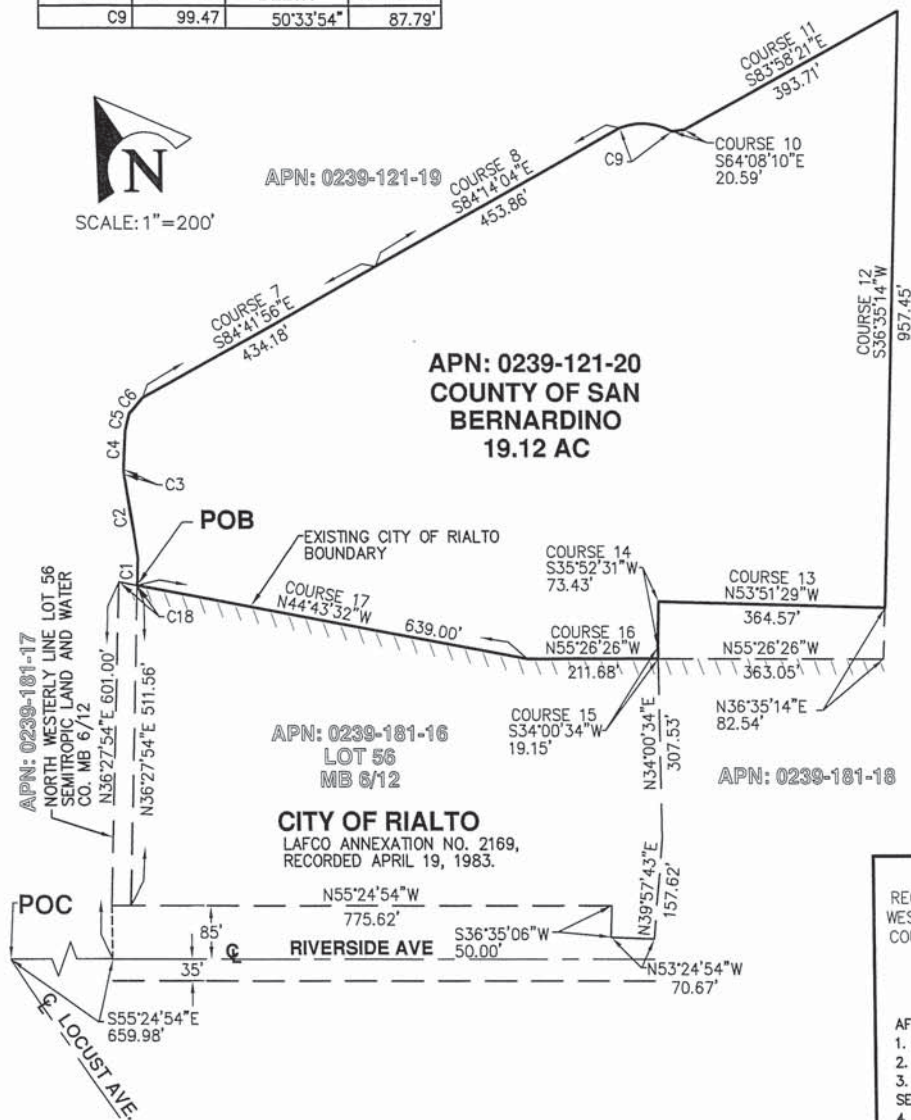 C9 99.47 50°33'54" 87.79'
N
SCALE: 1"=200'
APN: 0239-121-19
COURSE 11
S83°58'21"E
393.71'
COURSE 10
S64°08'10"E
20.59'
C9
COURSE 8
S84°14'04"E
453.86'
COURSE 7
S84°41'56"E
434.18'
COURSE 12
S36°35'14"W
957.45'
APN: 0239-121-20
COUNTY OF SAN
BERNARDINO
19.12 AC
C6
C5
C4
C3
C2
C1
POB
C18
EXISTING CITY OF RIALTO
BOUNDARY
COURSE 17
N44°43'32"W
639.00'
COURSE 14
S35°52'31"W
73.43'
COURSE 13
N53°51'29"W
364.57'
COURSE 16
N55°26'26"W
211.68'
N55°26'26"W
363.05'
COURSE 15
S34°00'34"W
19.15'
N36°35'14"E
82.54'
APN: 0239-181-17
NORTH WESTERLY LINE LOT 56
SEMITROPIC LAND AND WATER
CO. MB 6/12
N36°27'54"E 601.00'
N36°27'54"E 511.56'
APN: 0239-181-16
LOT 56
MB 6/12
N34°00'34"E
307.53'
APN: 0239-181-18
CITY OF RIALTO
LAFCO ANNEXATION NO. 2169,
RECORDED APRIL 19, 1983.
N39°57'43"E
157.62'
N55°24'54"W
775.62'
POC
85'
RIVERSIDE AVE
35'
S36°35'06"W
50.00'
N53°24'54"W
70.67'
S55°24'54"E
659.98'
LOCUST AVE.
WES
CO
1.
2.
3.
SE